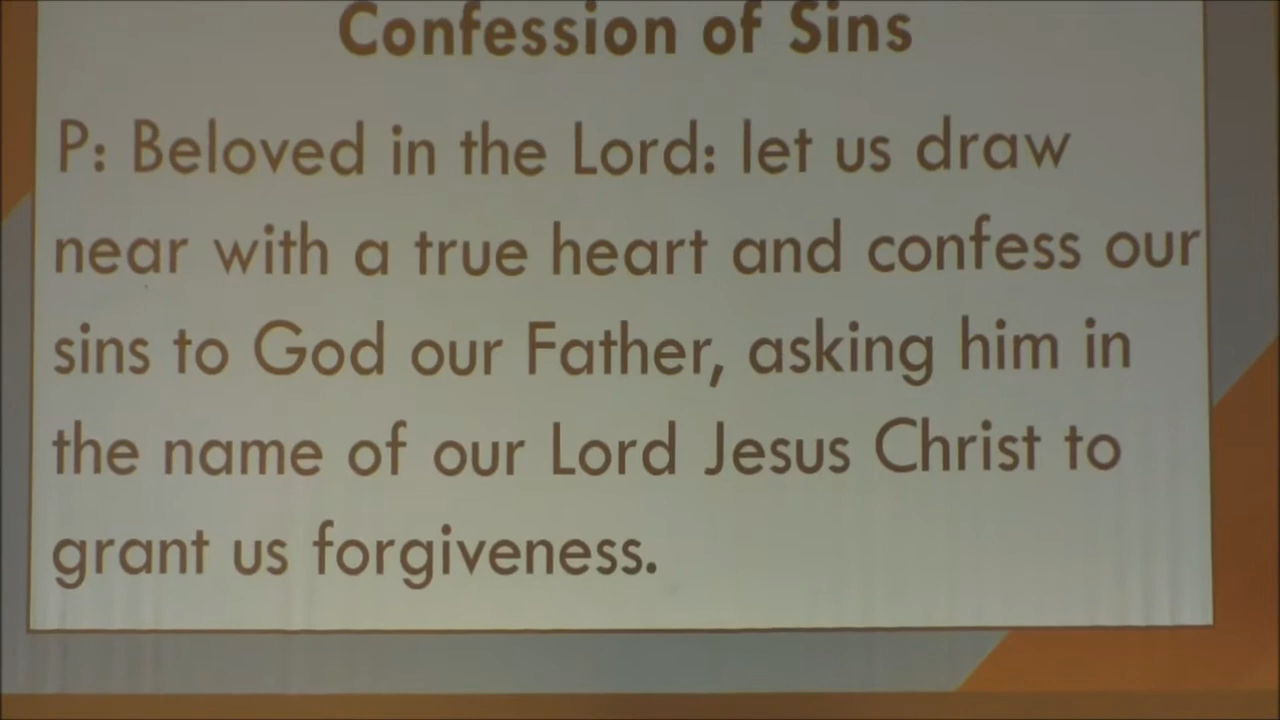 Confession of Sins
P: Beloved in the Lord: let us draw
near with a true heart and confess our
sins to God our Father, asking him in
the name of our Lord Jesus Christ to
grant us forgiveness.